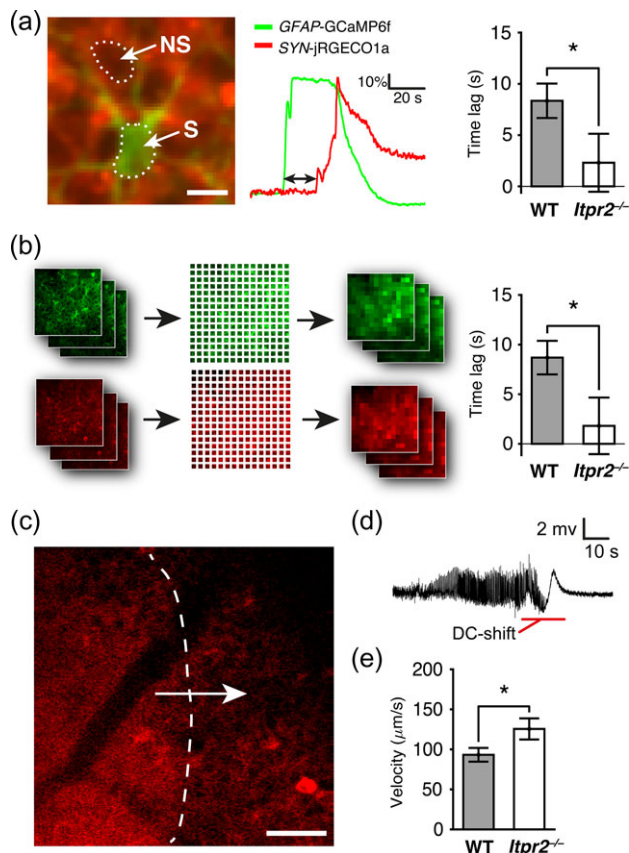 (a)
NS
S
GFAP-GCaMP6f
SYN-jRGECO1a
10%
20 s
Time lag (s)
15
10
5
0
*
WT
Itpr2–/–
(b)
Time lag (s)
15
10
5
0
*
WT
Itpr2–/–
(c)
(d)
2 mv
10 s
DC-shift
(e)
Velocity (μm/s)
200
150
100
50
0
*
WT
Itpr2–/–